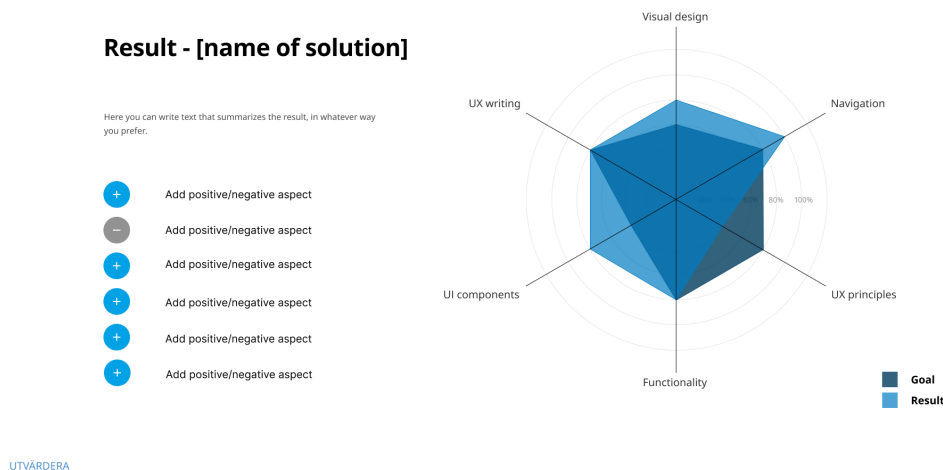 Result - [name of solution]
Here you can write text that summarizes the result, in whatever way
you prefer.
+ Add positive/negative aspect
− Add positive/negative aspect
+ Add positive/negative aspect
+ Add positive/negative aspect
+ Add positive/negative aspect
+ Add positive/negative aspect
Visual design
UX writing
Navigation
80% 100%
UI components
UX principles
Functionality
Goal
Result
UTVÄRDERA